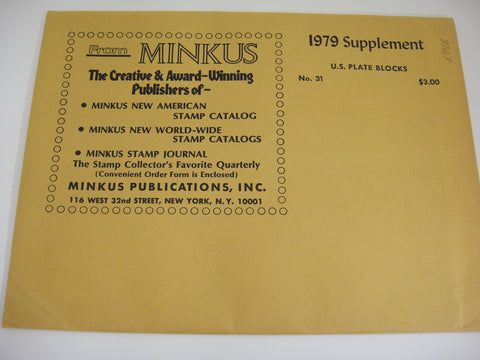 From MINKUS
The Creative & Award-Winning
Publishers of-
• MINKUS NEW AMERICAN
STAMP CATALOG
• MINKUS NEW WORLD-WIDE
STAMP CATALOGS
• MINKUS STAMP JOURNAL
The Stamp Collector's Favorite Quarterly
(Convenient Order Form is Enclosed)
MINKUS PUBLICATIONS, INC.
116 WEST 32nd STREET, NEW YORK, N.Y. 10001
1979 Supplement
U.S. PLATE BLOCKS
No. 31 $3.00